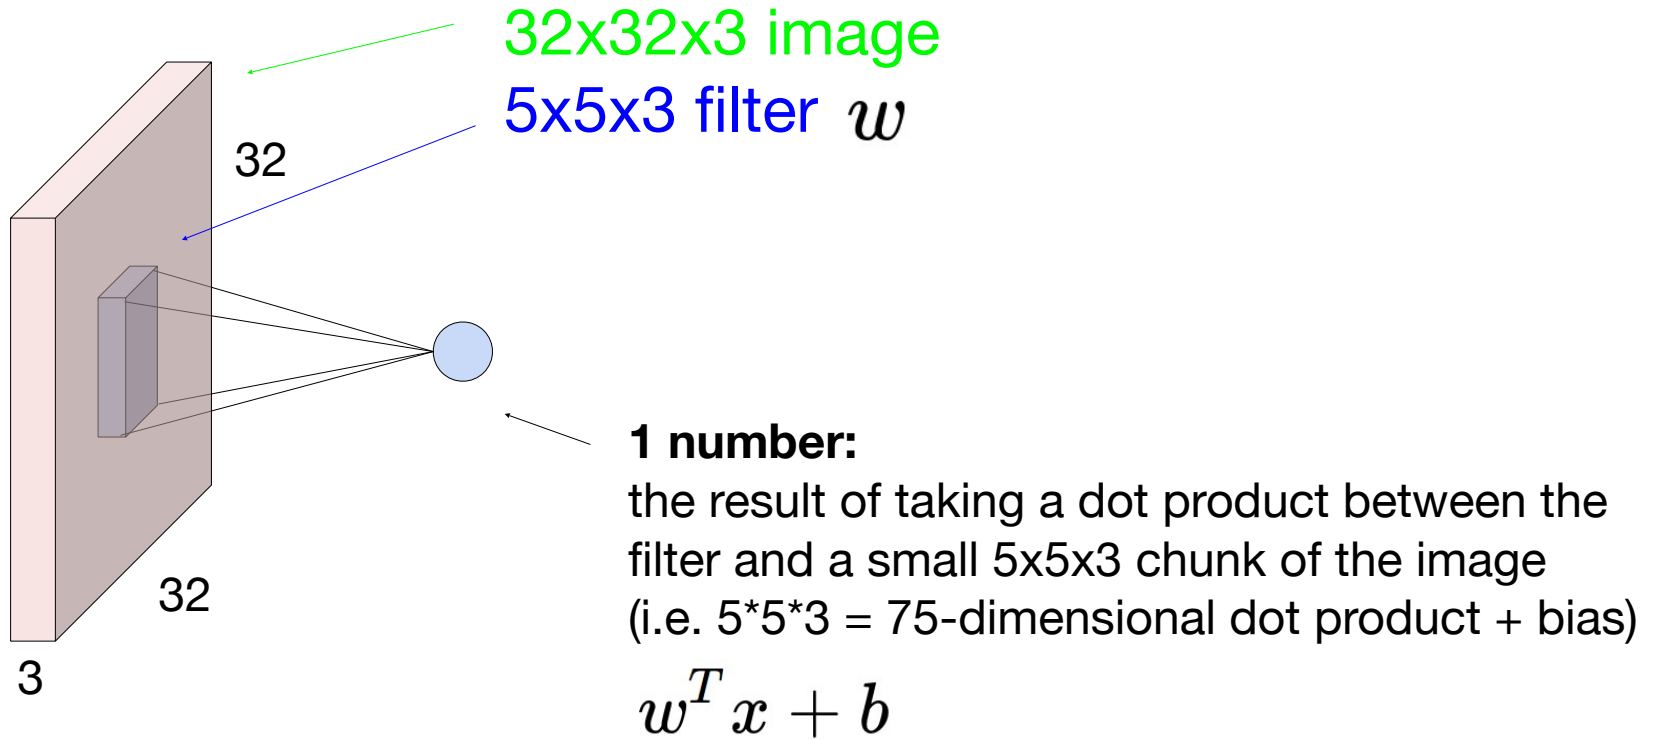 32x32x3 image
5x5x3 filter w
32
32
3
1 number:
the result of taking a dot product between the
filter and a small 5x5x3 chunk of the image
(i.e. 5*5*3 = 75-dimensional dot product + bias)
w^T x + b